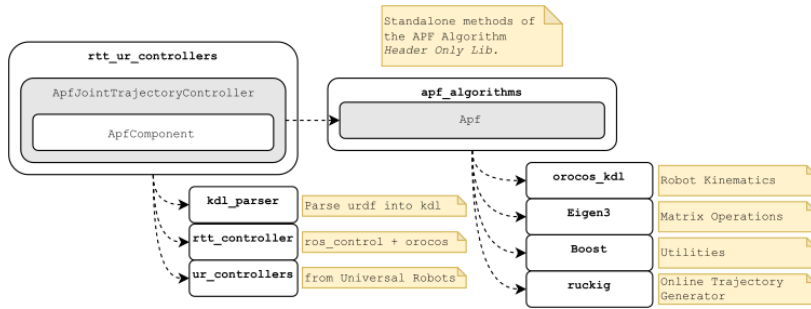 Standalone methods of
the APF Algorithm
Header Only Lib.
rtt_ur_controllers
ApfJointTrajectoryController
ApfComponent
apf_algorithms
Apf
kdl_parser
Parse urdf into kdl
rtt_controller
ros_control + orocos
ur_controllers
from Universal Robots
orocos_kdl
Robot Kinematics
Eigen3
Matrix Operations
Boost
Utilities
ruckig
Online Trajectory
Generator